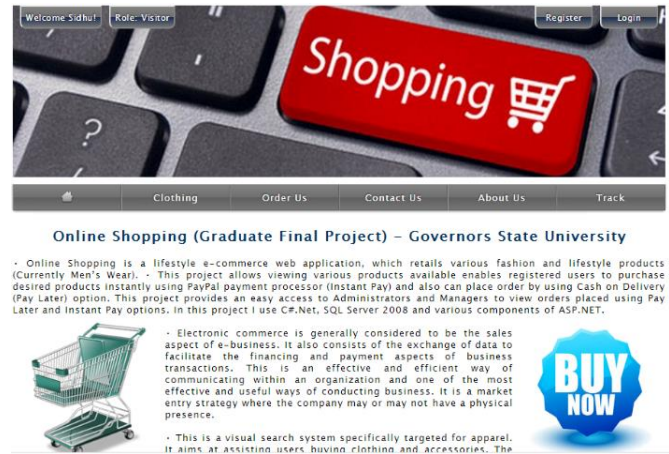 Welcome Sidhu! Role: Visitor Register Login
Shopping
?
Clothing Order Us Contact Us About Us Track
Online Shopping (Graduate Final Project) – Governors State University
· Online Shopping is a lifestyle e-commerce web application, which retails various fashion and lifestyle products
(Currently Men's Wear). · This project allows viewing various products available enables registered users to purchase
desired products instantly using PayPal payment processor (Instant Pay) and also can place order by using Cash on Delivery
(Pay Later) option. This project provides an easy access to Administrators and Managers to view orders placed using Pay
Later and Instant Pay options. In this project I use C#.Net, SQL Server 2008 and various components of ASP.NET.
· Electronic commerce is generally considered to be the sales
aspect of e-business. It also consists of the exchange of data to
facilitate the financing and payment aspects of business
transactions. This is an effective and efficient way of
communicating within an organization and one of the most
effective and useful ways of conducting business. It is a market
entry strategy where the company may or may not have a physical
presence.
BUY
NOW
· This is a visual search system specifically targeted for apparel.
It aims at assisting users buying clothing and accessories. The